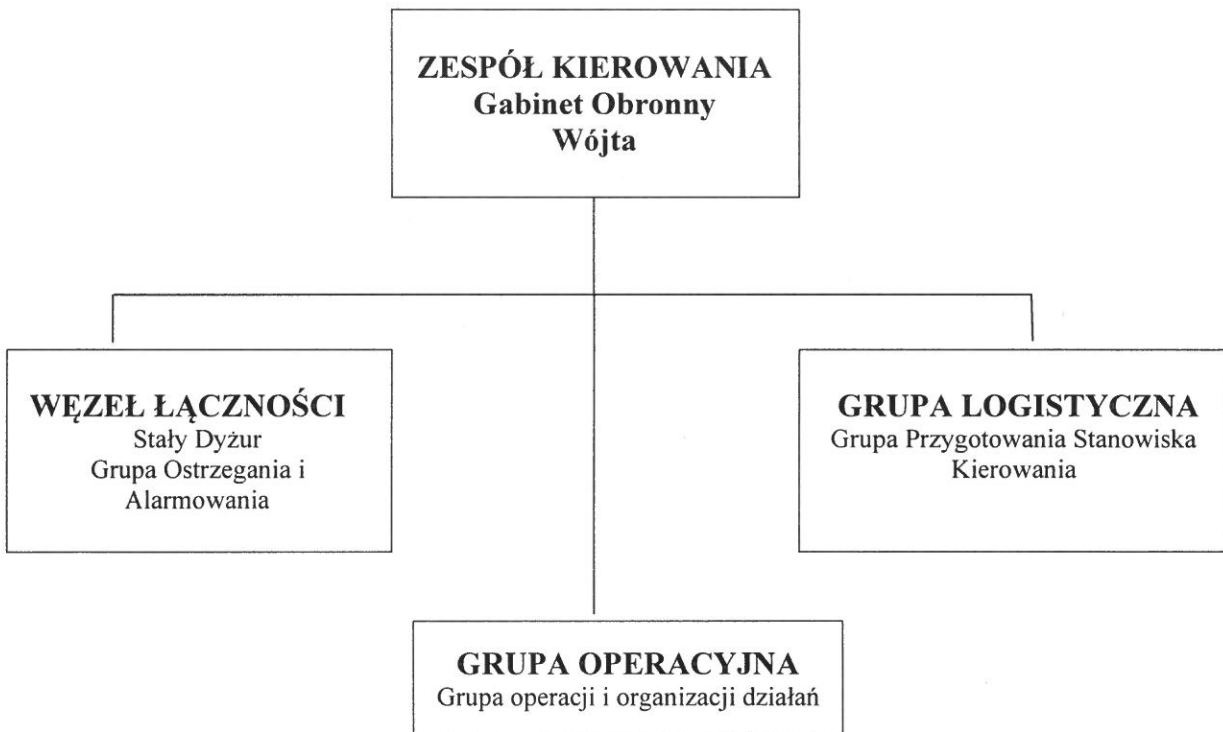 ZESPÓŁ KIEROWANIA
Gabinet Obronny
Wójta
WĘZEŁ ŁĄCZNOŚCI
Stały Dyżur
Grupa Ostrzegania i
Alarmowania
GRUPA LOGISTYCZNA
Grupa Przygotowania Stanowiska
Kierowania
GRUPA OPERACYJNA
Grupa operacji i organizacji działań